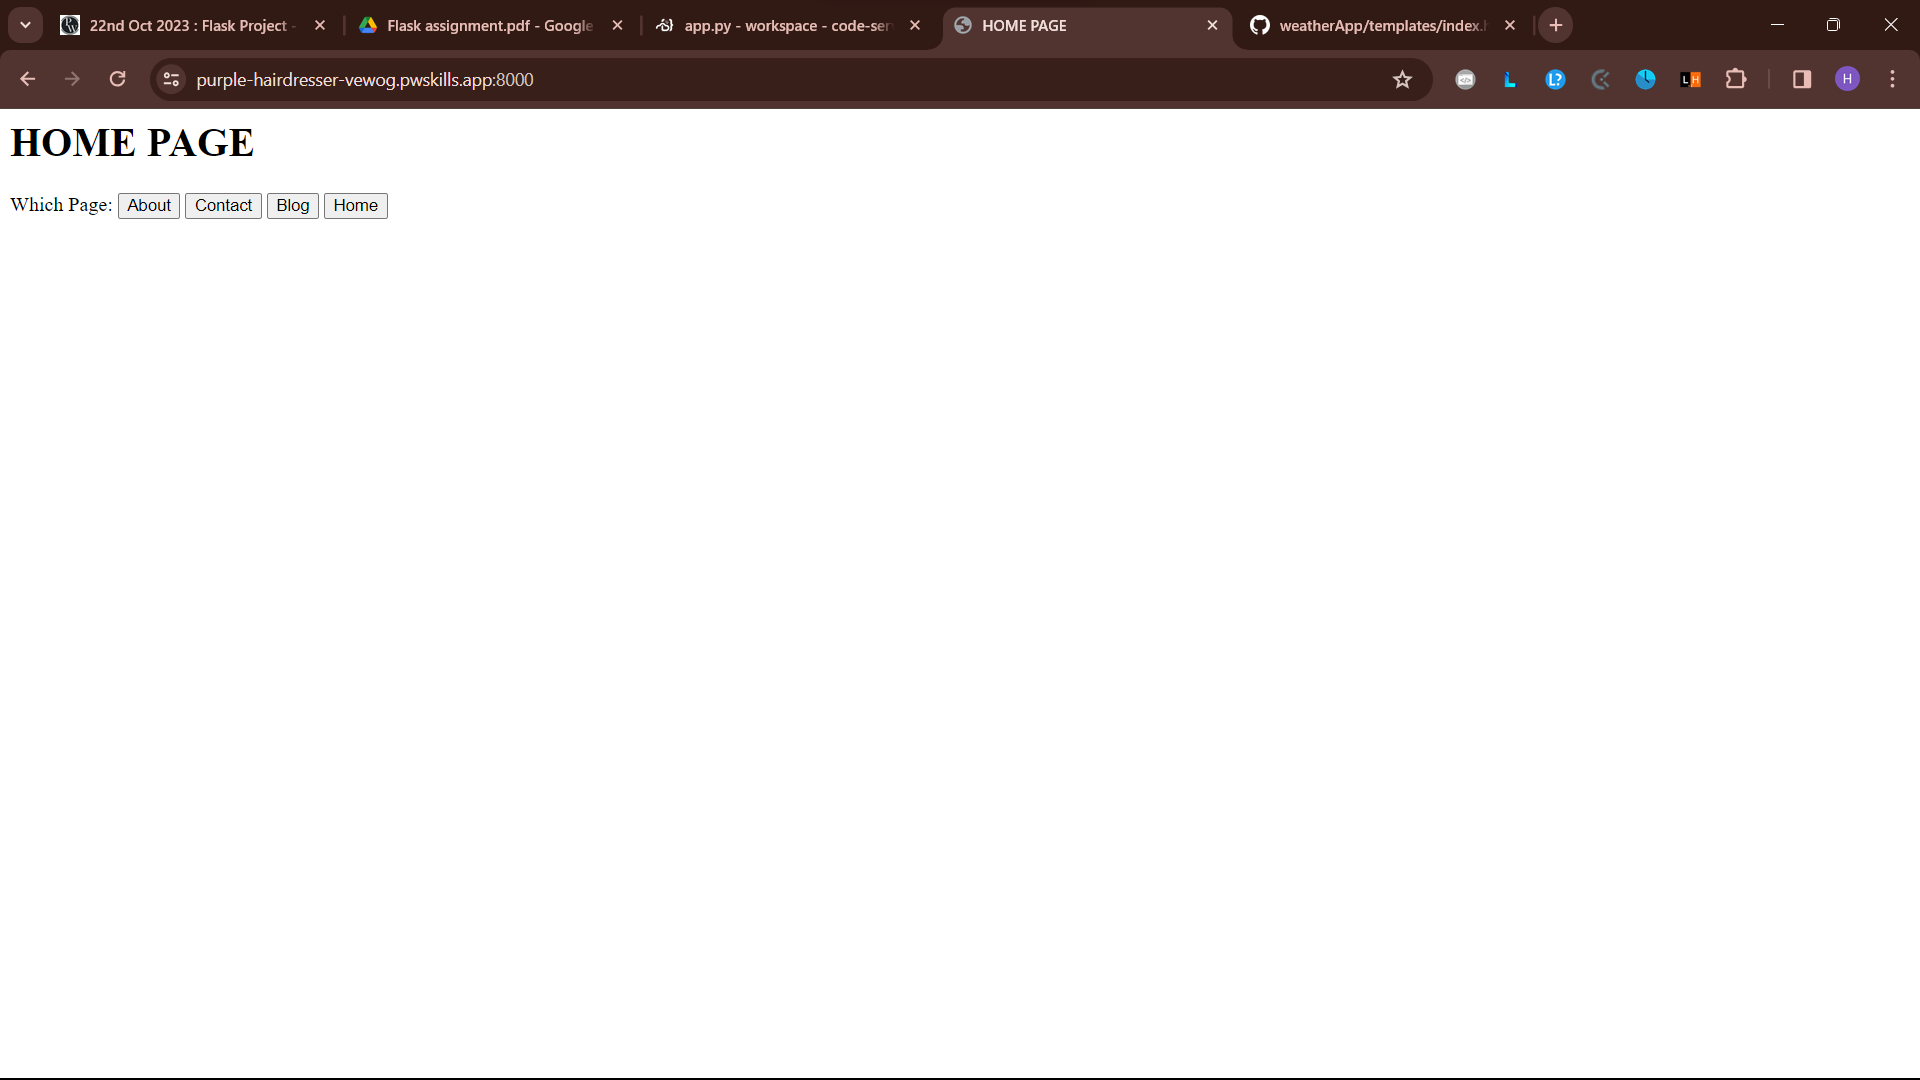 22nd Oct 2023 : Flask Project -
Flask assignment.pdf - Google
app.py - workspace - code-ser
HOME PAGE
weatherApp/templates/index.h
purple-hairdresser-vewog.pwskills.app:8000
L
L?
LH
H
HOME PAGE
Which Page: About Contact Blog Home